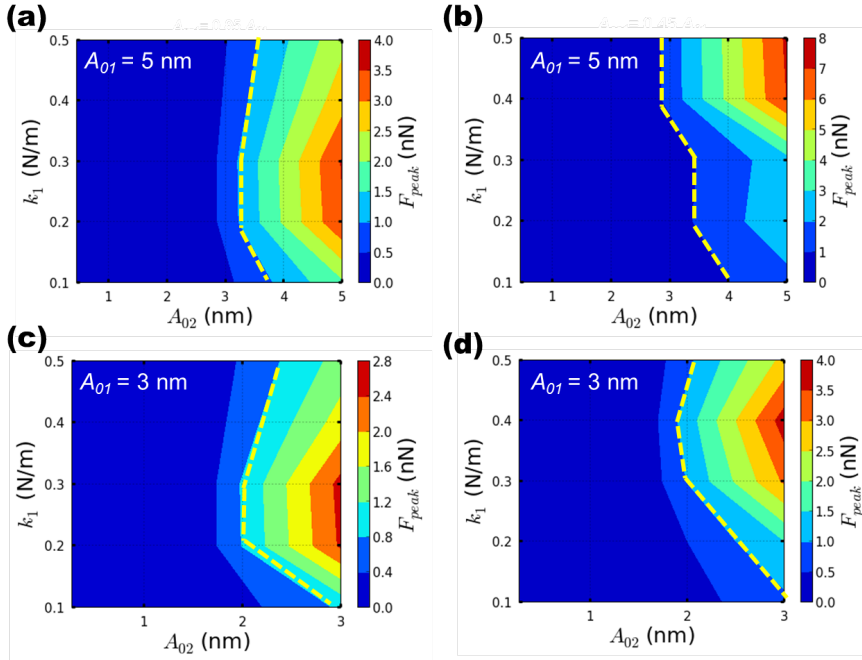 (a)
A01 = 5 nm
0.5
0.4
0.3
0.2
0.1
k1 (N/m)
1 2 3 4 5
A02 (nm)
4.0
3.5
3.0
2.5
2.0
1.5
1.0
0.5
0.0
Fpeak (nN)
(b)
A01 = 5 nm
0.5
0.4
0.3
0.2
0.1
k1 (N/m)
1 2 3 4 5
A02 (nm)
8
7
6
5
4
3
2
1
0
Fpeak (nN)
(c)
A01 = 3 nm
0.5
0.4
0.3
0.2
0.1
k1 (N/m)
1 2 3
A02 (nm)
2.8
2.4
2.0
1.6
1.2
0.8
0.4
0.0
Fpeak (nN)
(d)
A01 = 3 nm
0.5
0.4
0.3
0.2
0.1
k1 (N/m)
1 2 3
A02 (nm)
4.0
3.5
3.0
2.5
2.0
1.5
1.0
0.5
0.0
Fpeak (nN)